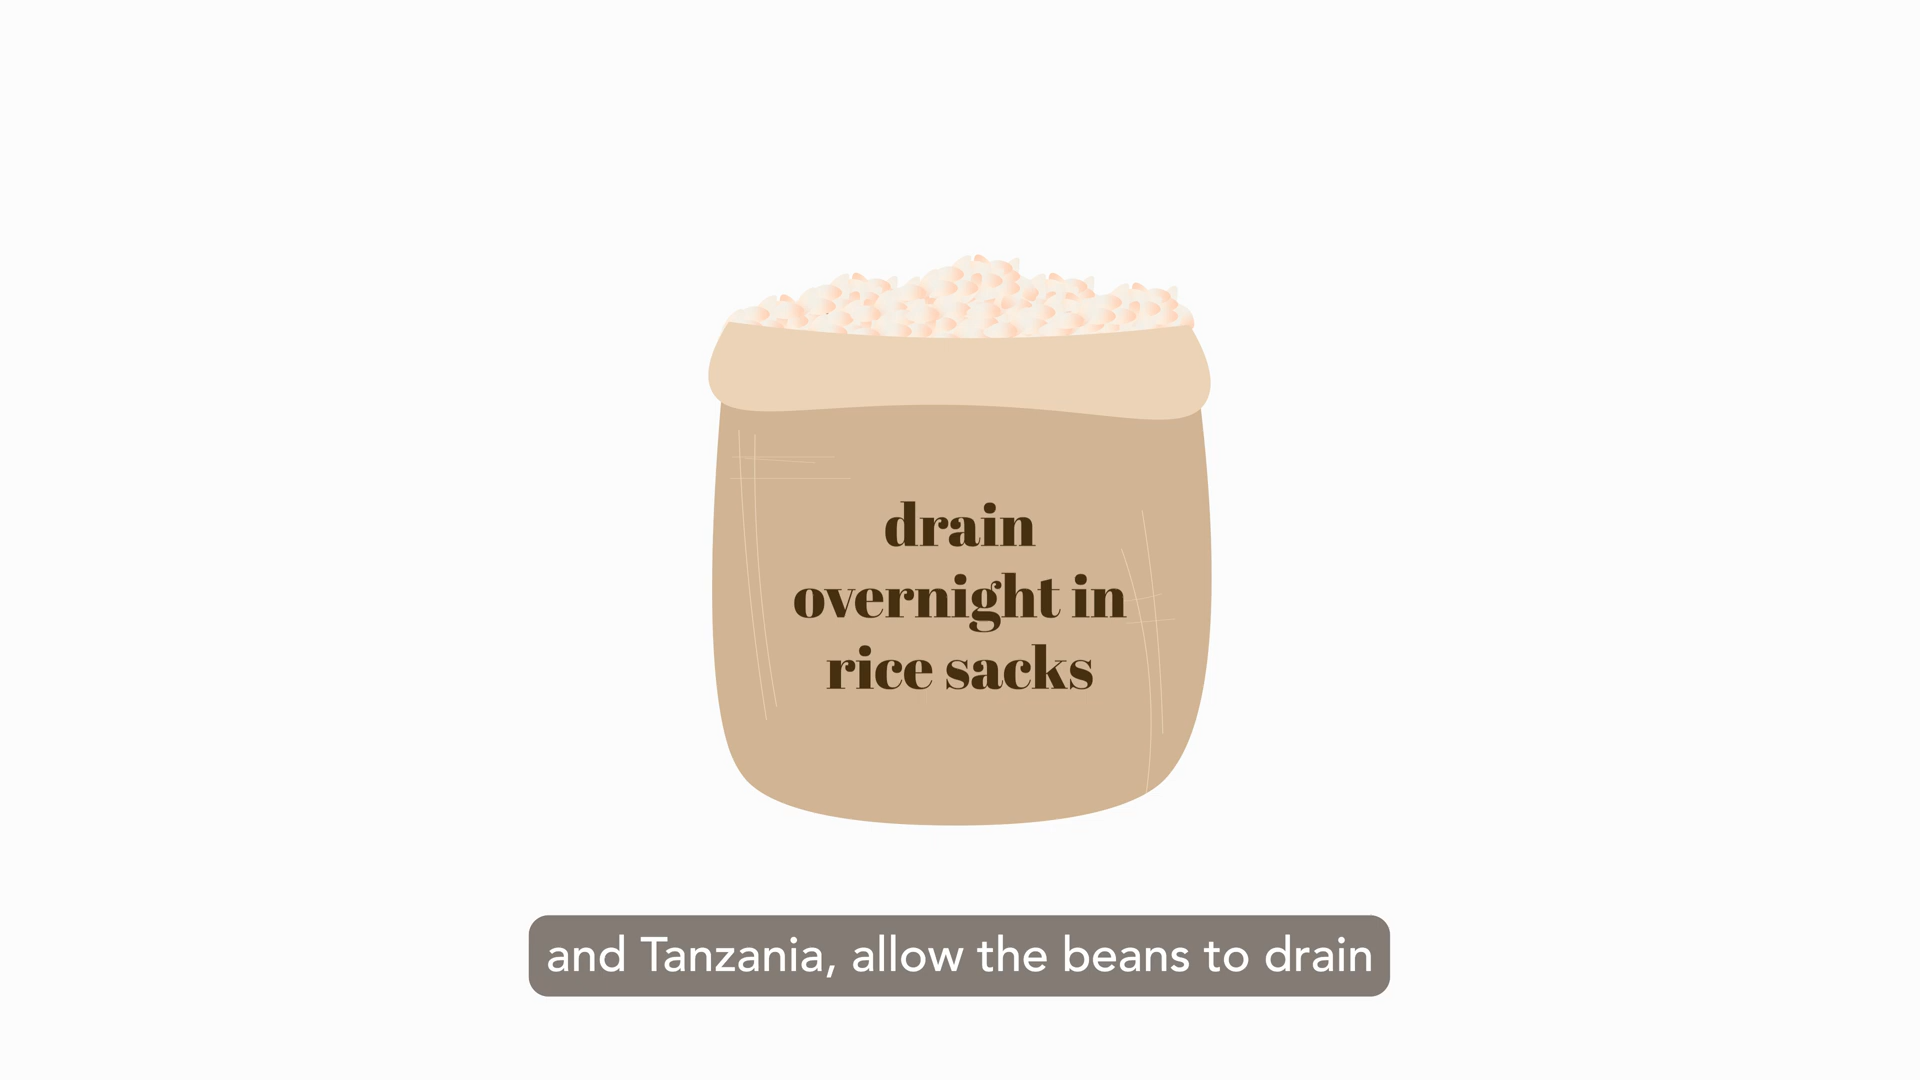 drain
overnight in
rice sacks
and Tanzania, allow the beans to drain